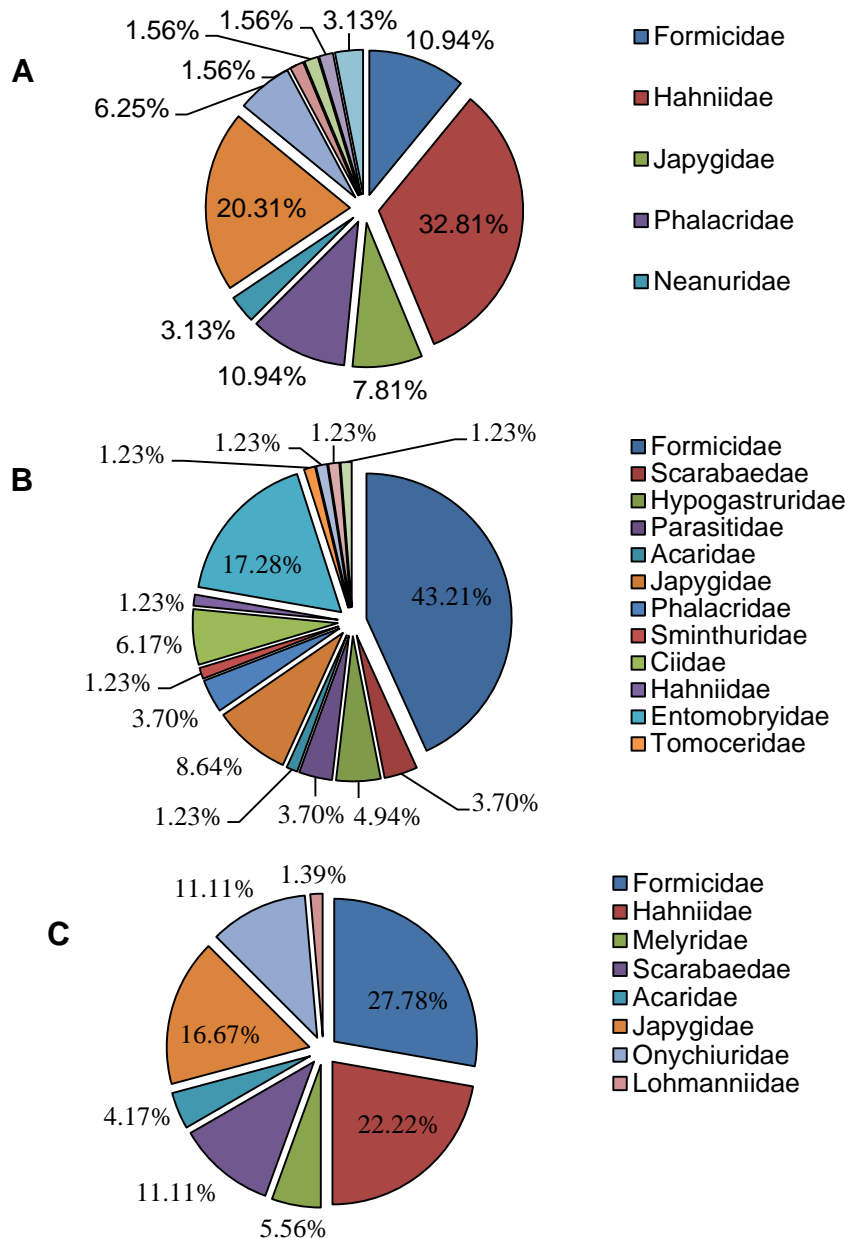 A
1.56%
3.13%
1.56%
10.94%
1.56%
6.25%
20.31%
32.81%
3.13%
10.94%
7.81%
Formicidae
Hahniidae
Japygidae
Phalacridae
Neanuridae
B
1.23%
1.23%
1.23%
1.23%
17.28%
43.21%
1.23%
6.17%
1.23%
3.70%
8.64%
1.23%
3.70%
4.94%
3.70%
Formicidae
Scarabaedae
Hypogastruridae
Parasitidae
Acaridae
Japygidae
Phalacridae
Sminthuridae
Ciidae
Hahniidae
Entomobryidae
Tomoceridae
C
11.11%
1.39%
27.78%
16.67%
22.22%
4.17%
11.11%
5.56%
Formicidae
Hahniidae
Melyridae
Scarabaedae
Acaridae
Japygidae
Onychiuridae
Lohmanniidae